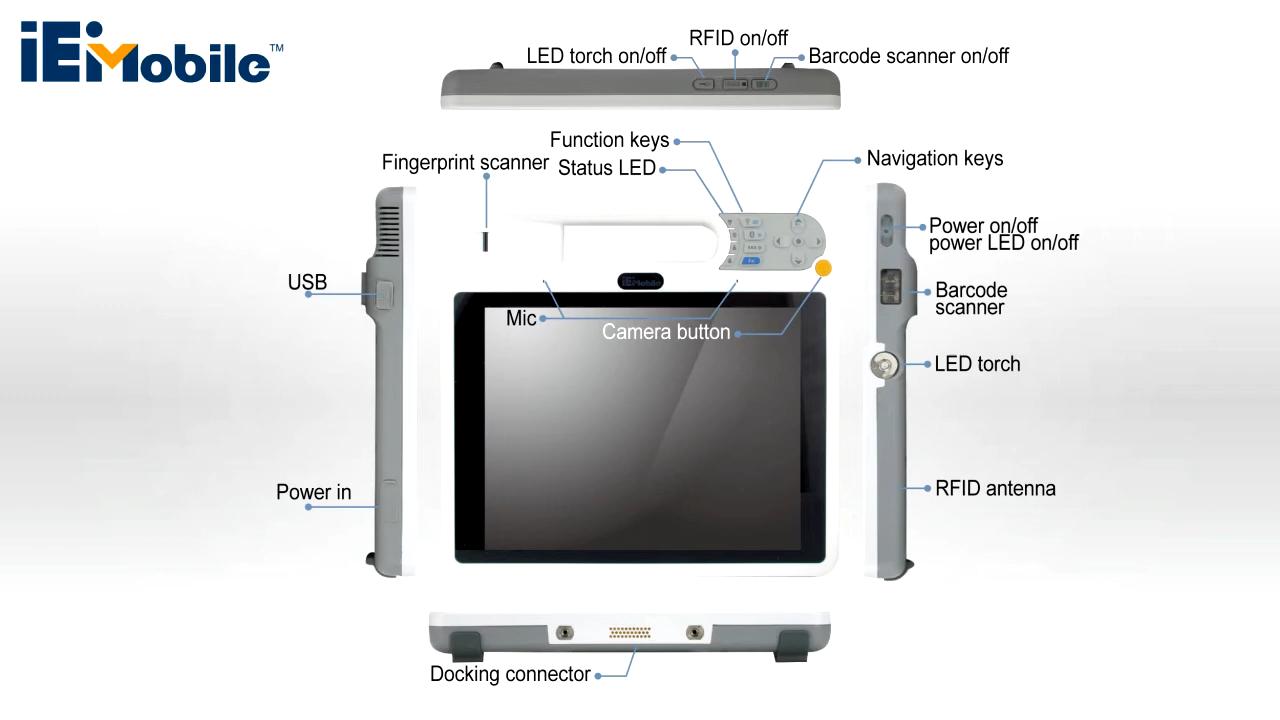 iEiMobile™
RFID on/off
LED torch on/off
Barcode scanner on/off
Function keys
Fingerprint scanner
Status LED
Navigation keys
Power on/off
power LED on/off
USB
iEiMobile
Barcode
scanner
Mic
Camera button
LED torch
Power in
RFID antenna
Docking connector